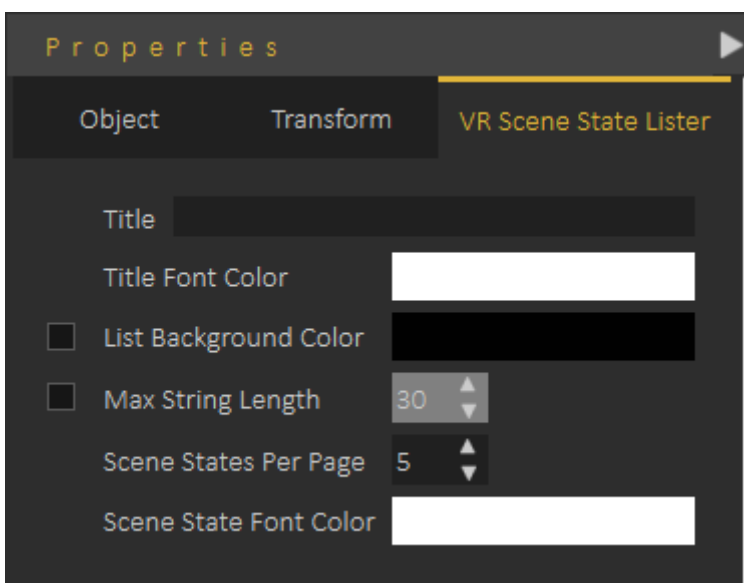 Properties
Object Transform VR Scene State Lister
Title
Title Font Color
List Background Color
Max String Length 30
Scene States Per Page 5
Scene State Font Color